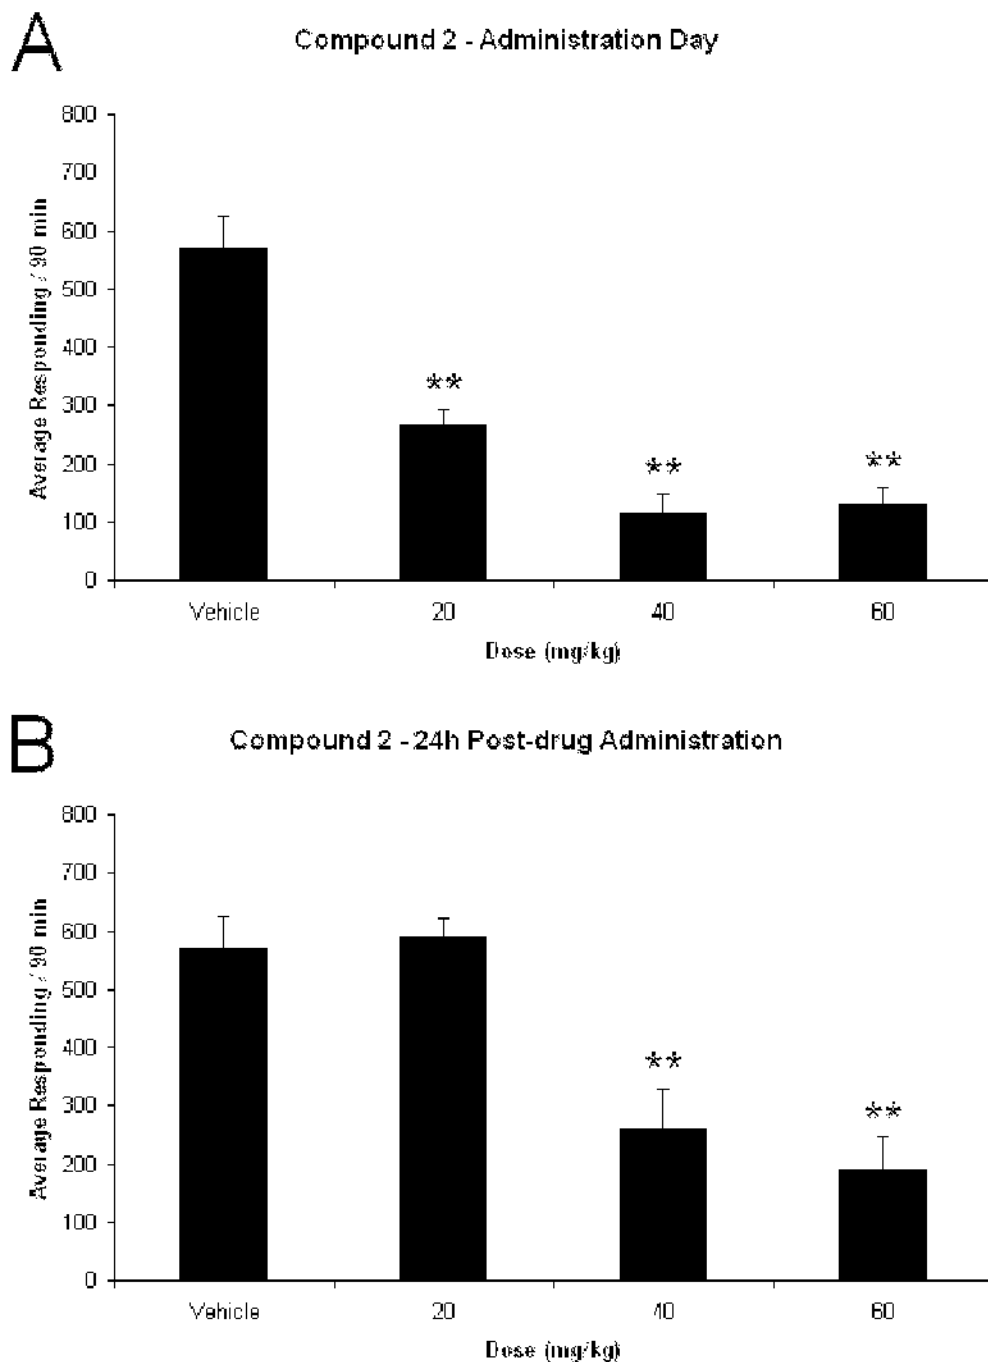 A
Compound 2 - Administration Day
800
700
600
500
400
300
200
100
0
Average Responding / 90 min
**
**
**
Vehicle 20 40 60
Dose (mg/kg)
B
Compound 2 - 24h Post-drug Administration
800
700
600
500
400
300
200
100
0
Average Responding / 90 min
**
**
Vehicle 20 40 60
Dose (mg/kg)